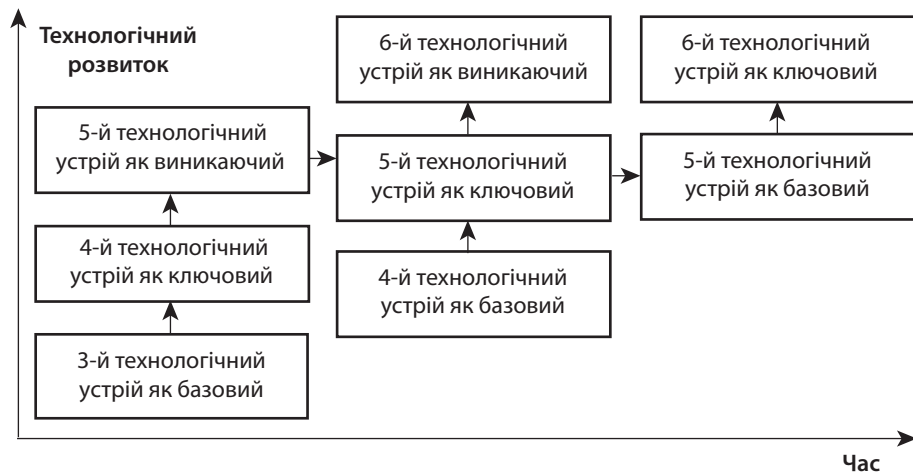 Технологічний
розвиток
5-й технологічний
устрій як виникаючий
4-й технологічний
устрій як ключовий
3-й технологічний
устрій як базовий
6-й технологічний
устрій як виникаючий
5-й технологічний
устрій як ключовий
4-й технологічний
устрій як базовий
6-й технологічний
устрій як ключовий
5-й технологічний
устрій як базовий
Час